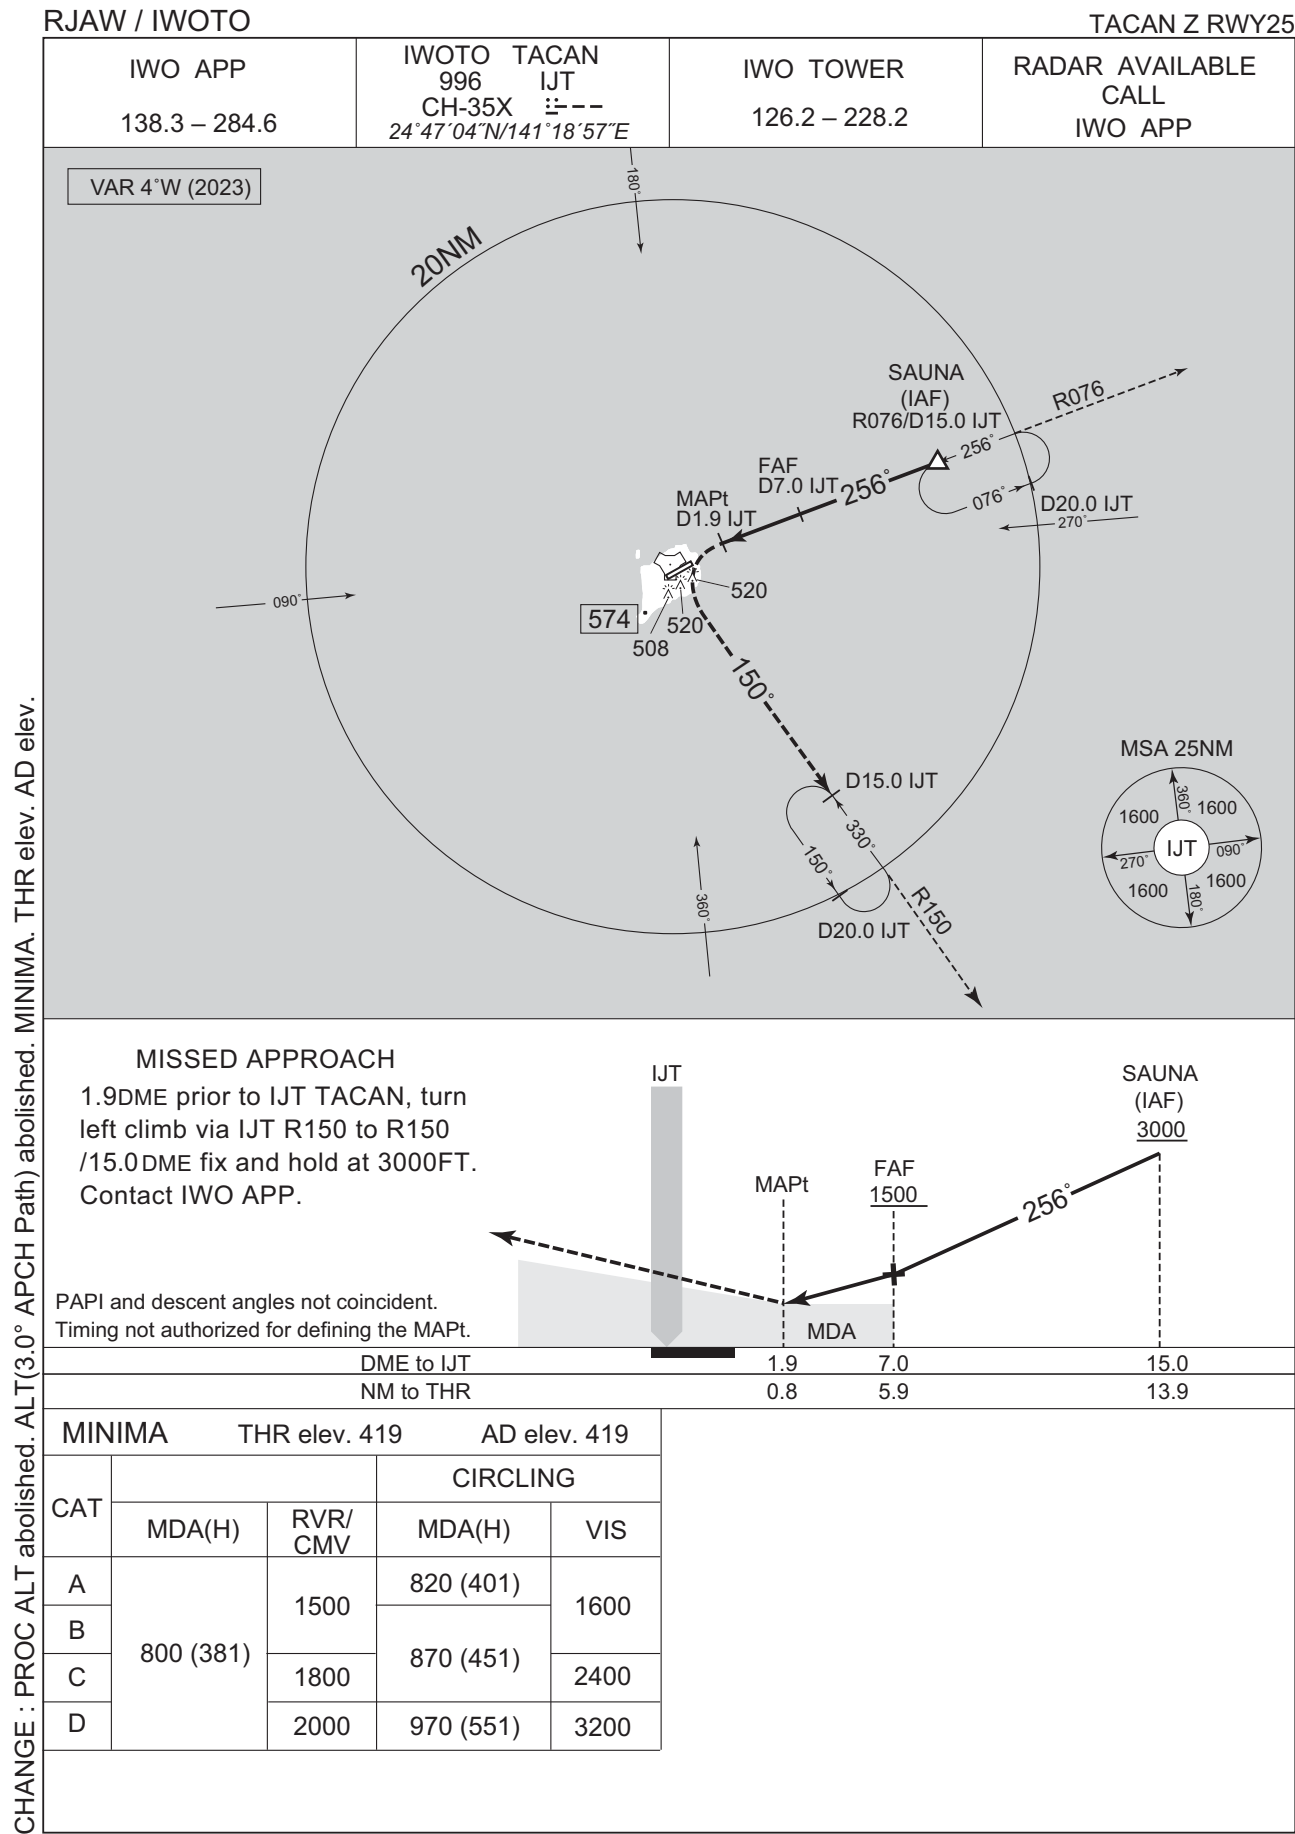 RJAW / IWOTO
TACAN Z RWY25
IWO APP
138.3 – 284.6
IWOTO TACAN
996 IJT
CH-35X
24˚47´04˝N/141˚18´57˝E
IWO TOWER
126.2 – 228.2
RADAR AVAILABLE
CALL
IWO APP
VAR 4˚W (2023)
180˚
20NM
SAUNA
(IAF)
R076/D15.0 IJT
R076
256˚
076˚
D20.0 IJT
270˚
FAF
D7.0 IJT
256˚
MAPt
D1.9 IJT
090˚
520
574
520
508
150˚
D15.0 IJT
330˚
150˚
D20.0 IJT
R150
360˚
MSA 25NM
360˚
1600
1600
IJT
270˚
090˚
1600
1600
180˚
MISSED APPROACH
1.9DME prior to IJT TACAN, turn
left climb via IJT R150 to R150
/15.0DME fix and hold at 3000FT.
Contact IWO APP.
IJT
SAUNA
(IAF)
3000
FAF
1500
MAPt
256˚
MDA
PAPI and descent angles not coincident.
Timing not authorized for defining the MAPt.
DME to IJT 1.9 7.0 15.0
NM to THR 0.8 5.9 13.9
MINIMA THR elev. 419 AD elev. 419
CIRCLING
CAT
MDA(H)
RVR/
CMV
MDA(H)
VIS
A
B
C
D
800 (381)
1500
1800
2000
820 (401)
870 (451)
970 (551)
1600
2400
3200
CHANGE : PROC ALT abolished. ALT(3.0° APCH Path) abolished. MINIMA. THR elev. AD elev.